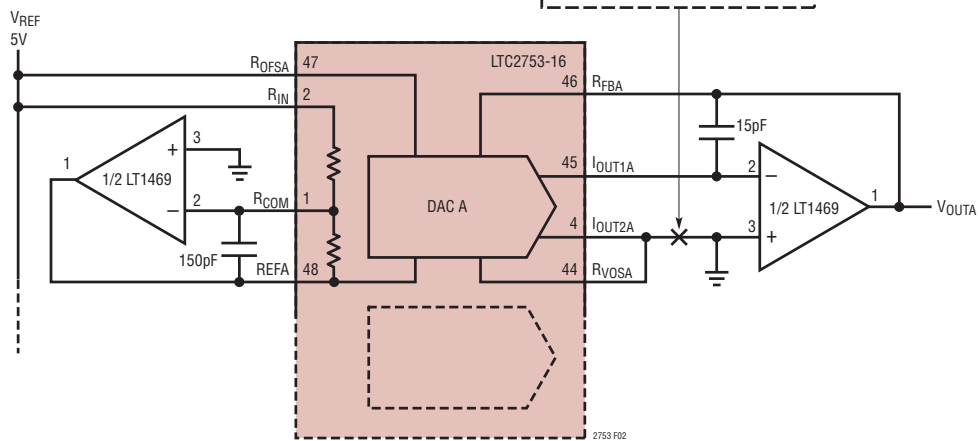 VREF
5V
ROFSA 47
LTC2753-16
46 RFBA
RIN 2
15pF
3
1
+
1/2 LT1469
45 IOUT1A
2
–
1
2
–
RCOM 1
DAC A
1/2 LT1469
VOUTA
4 IOUT2A
3
+
150pF
REFA 48
44 RVOSA
2753 F02